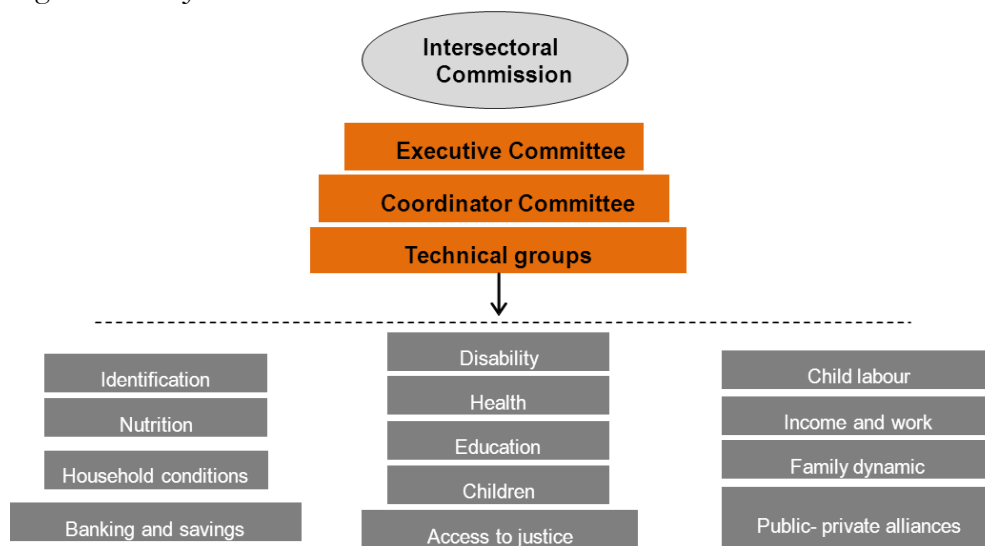 Intersectoral
Commission
Executive Committee
Coordinator Committee
Technical groups
Identification
Nutrition
Household conditions
Banking and savings
Disability
Health
Education
Children
Access to justice
Child labour
Income and work
Family dynamic
Public- private alliances